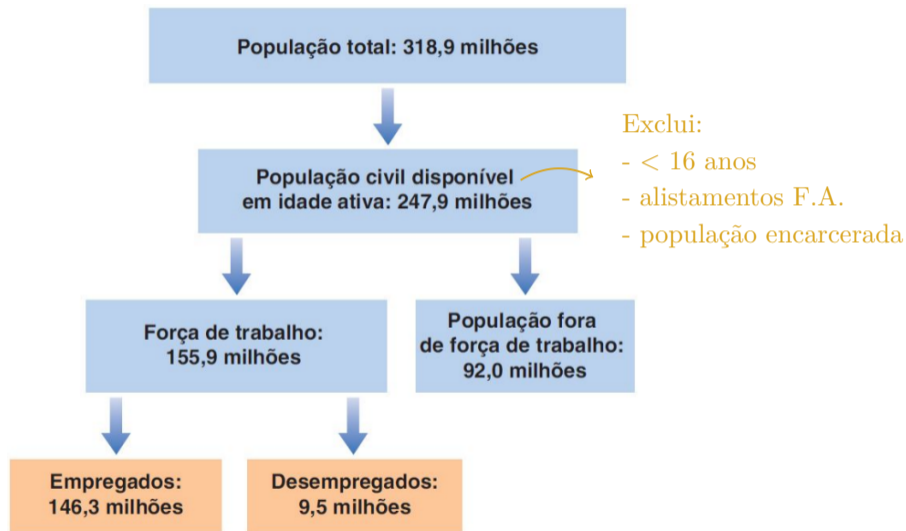 População total: 318,9 milhões
População civil disponível
em idade ativa: 247,9 milhões
Exclui:
- < 16 anos
- alistamentos F.A.
- população encarcerada
Força de trabalho:
155,9 milhões
População fora
de força de trabalho:
92,0 milhões
Empregados:
146,3 milhões
Desempregados:
9,5 milhões